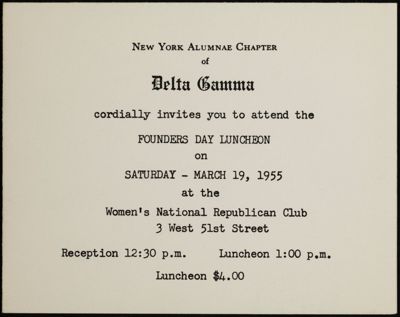 New York Alumnae Chapter
of
Delta Gamma
cordially invites you to attend the
FOUNDERS DAY LUNCHEON
on
SATURDAY - MARCH 19, 1955
at the
Women's National Republican Club
3 West 51st Street
Reception 12:30 p.m. Luncheon 1:00 p.m.
Luncheon $4.00